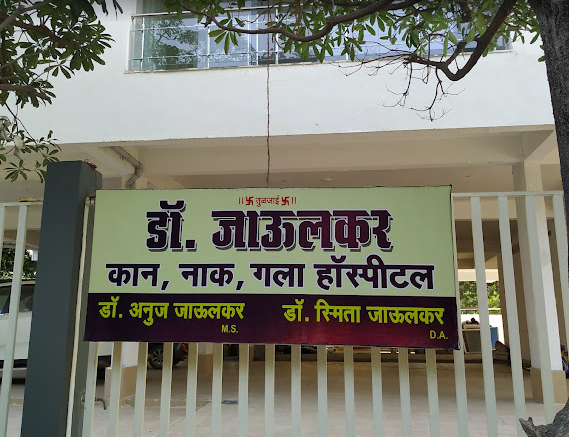 ॥卐 तुळजाई 卐॥
डॉ. जाऊलकर
कान, नाक, गला हॉस्पीटल
डॉ. अनुज जाऊलकर डॉ. स्मिता जाऊलकर
M.S. D.A.